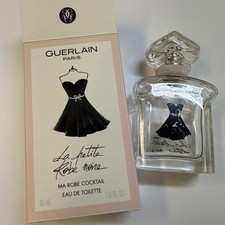 GUERLAIN
PARIS
La petite
Robe noire
MA ROBE COCKTAIL
EAU DE TOILETTE